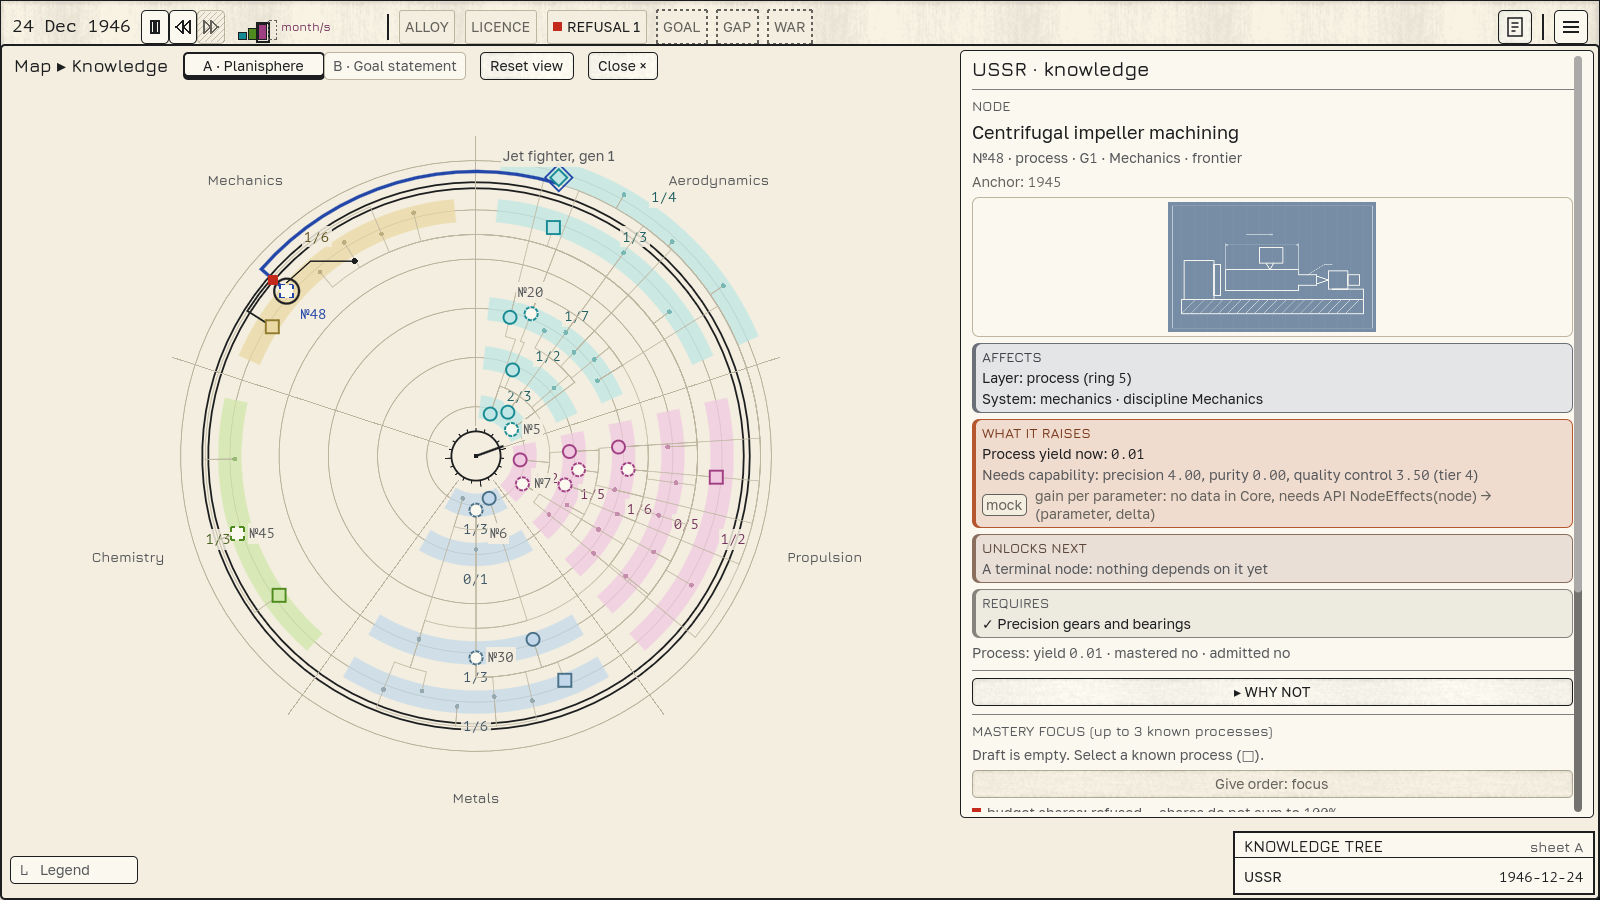 24 Dec 1946
month/s
ALLOY
LICENCE
REFUSAL 1
GOAL
GAP
WAR
Map ▸ Knowledge
A · Planisphere
B · Goal statement
Reset view
Close ×
Jet fighter, gen 1
Mechanics
Aerodynamics
1/4
1/6
1/3
№20
№48
1/7
1/2
2/3
№5
№7
1/5
1/6
0/5
1/2
1/3
№6
№45
1/3
0/1
Chemistry
Propulsion
№30
1/3
1/6
Metals
L Legend
USSR · knowledge
NODE
Centrifugal impeller machining
№48 · process · G1 · Mechanics · frontier
Anchor: 1945
AFFECTS
Layer: process (ring 5)
System: mechanics · discipline Mechanics
WHAT IT RAISES
Process yield now: 0.01
Needs capability: precision 4.00, purity 0.00, quality control 3.50 (tier 4)
mock
gain per parameter: no data in Core, needs API NodeEffects(node) →
(parameter, delta)
UNLOCKS NEXT
A terminal node: nothing depends on it yet
REQUIRES
✓ Precision gears and bearings
Process: yield 0.01 · mastered no · admitted no
▸ WHY NOT
MASTERY FOCUS (up to 3 known processes)
Draft is empty. Select a known process (□).
Give order: focus
KNOWLEDGE TREE
sheet A
USSR
1946-12-24